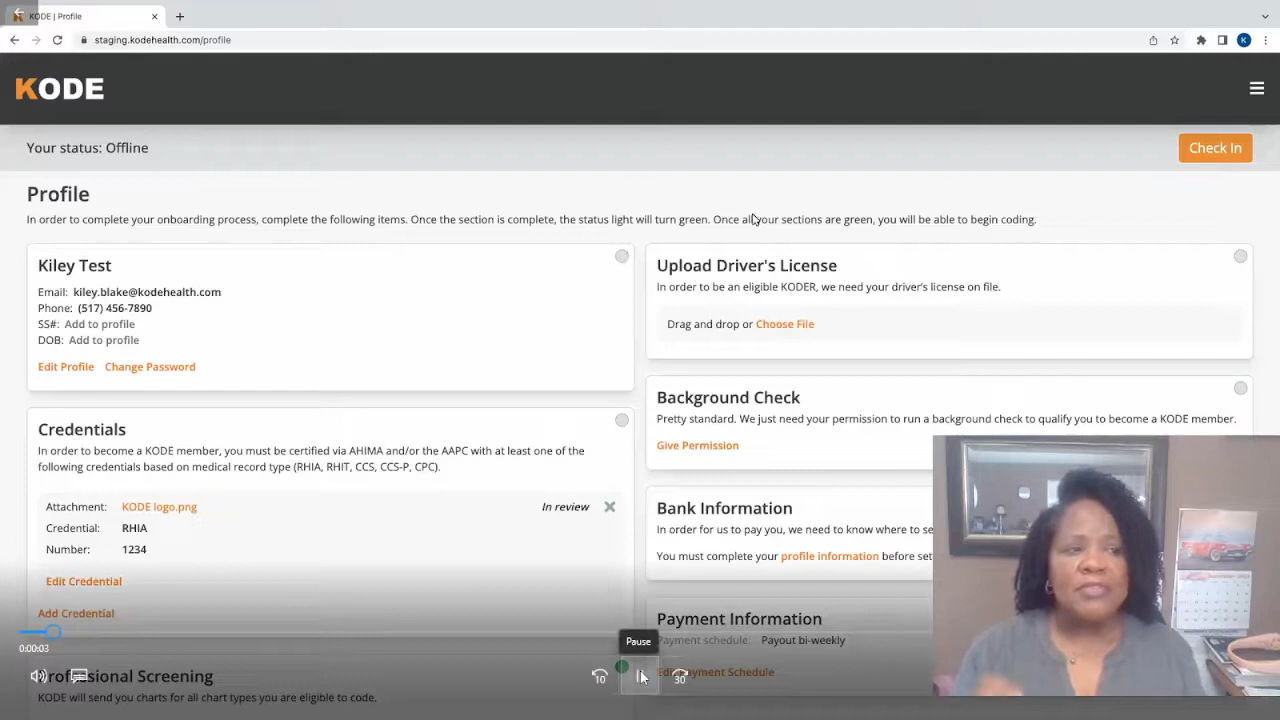 KODE | Profile
staging.kodehealth.com/profile
K
KODE
Your status: Offline
Check In
Profile
In order to complete your onboarding process, complete the following items. Once the section is complete, the status light will turn green. Once all your sections are green, you will be able to begin coding.
Kiley Test
Email: kiley.blake@kodehealth.com
Phone: (517) 456-7890
SS#: Add to profile
DOB: Add to profile
Edit Profile Change Password
Upload Driver's License
In order to be an eligible KODER, we need your driver's license on file.
Drag and drop or Choose File
Credentials
In order to become a KODE member, you must be certified via AHIMA and/or the AAPC with at least one of the
following credentials based on medical record type (RHIA, RHIT, CCS, CCS-P, CPC).
Attachment: KODE logo.png In review
Credential: RHIA
Number: 1234
Edit Credential
Add Credential
Background Check
Pretty standard. We just need your permission to run a background check to qualify you to become a KODE member.
Give Permission
Bank Information
In order for us to pay you, we need to know where to se
You must complete your profile information before set
Payment Information
Payment schedule: Payout bi-weekly
Edit Payment Schedule
Professional Screening
KODE will send you charts for all chart types you are eligible to code.
0:00:03
Pause
10
30